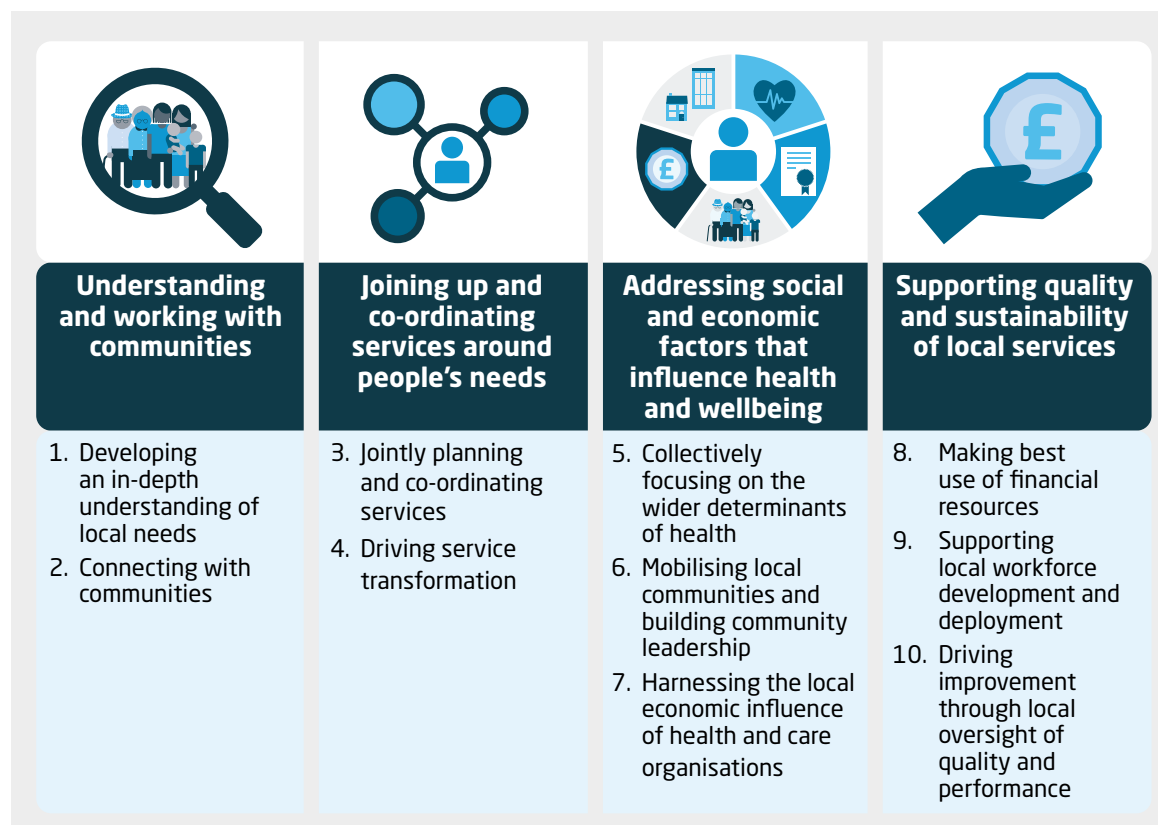 £
£
Understanding
and working with
communities
1. Developing
an in-depth
understanding of
local needs
2. Connecting with
communities
Joining up and
co-ordinating
services around
people's needs
3. Jointly planning
and co-ordinating
services
4. Driving service
transformation
Addressing social
and economic
factors that
influence health
and wellbeing
5. Collectively
focusing on the
wider determinants
of health
6. Mobilising local
communities and
building community
leadership
7. Harnessing the local
economic influence
of health and care
organisations
Supporting quality
and sustainability
of local services
8. Making best
use of financial
resources
9. Supporting
local workforce
development and
deployment
10. Driving
improvement
through local
oversight of
quality and
performance